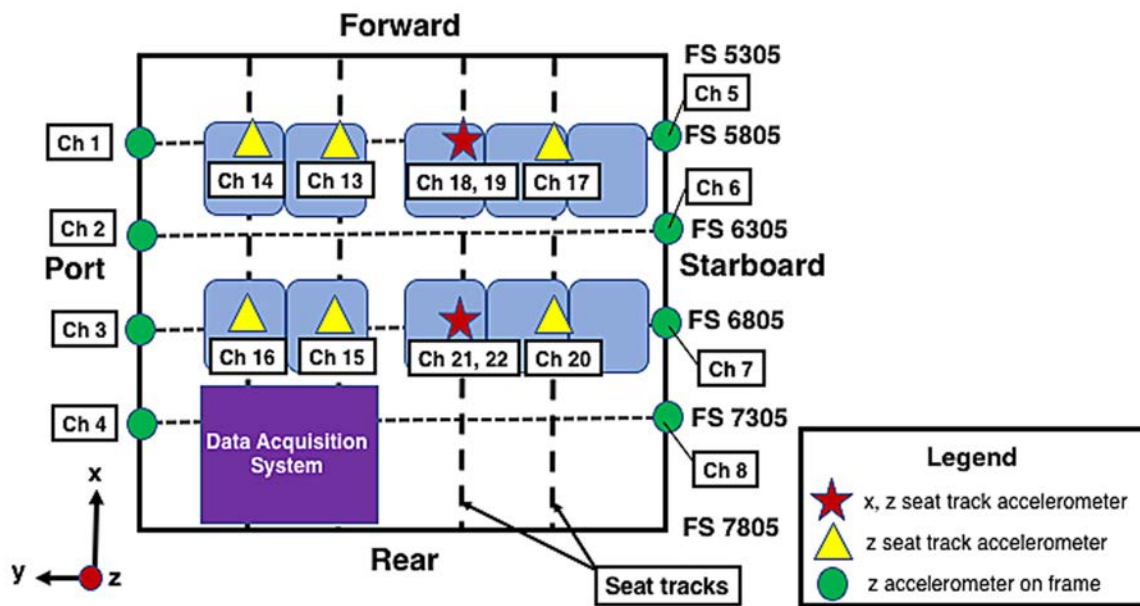 Forward
FS 5305
Ch 5
Ch 1
FS 5805
Ch 14
Ch 13
Ch 18, 19
Ch 17
Ch 6
Ch 2
FS 6305
Port
Starboard
Ch 3
FS 6805
Ch 16
Ch 15
Ch 21, 22
Ch 20
Ch 7
Ch 4
FS 7305
Data Acquisition
System
Ch 8
Legend
x
x, z seat track accelerometer
FS 7805
z seat track accelerometer
Rear
y
z
Seat tracks
z accelerometer on frame